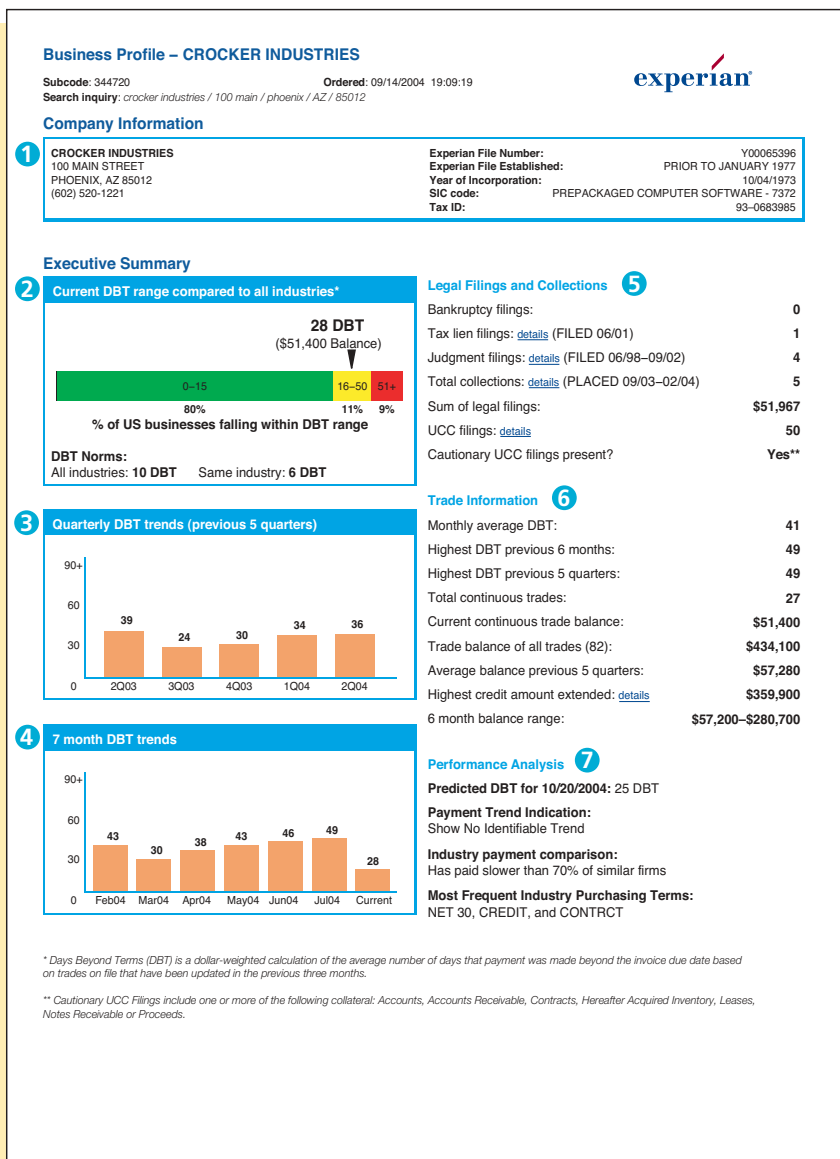 Business Profile – CROCKER INDUSTRIES
Subcode: 344720 Ordered: 09/14/2004 19:09:19
Search inquiry: crocker industries / 100 main / phoenix / AZ / 85012
experian
Company Information
1
CROCKER INDUSTRIES
100 MAIN STREET
PHOENIX, AZ 85012
(602) 520-1221
Experian File Number: Y00065396
Experian File Established: PRIOR TO JANUARY 1977
Year of Incorporation: 10/04/1973
SIC code: PREPACKAGED COMPUTER SOFTWARE - 7372
Tax ID: 93–0683985
Executive Summary
2
Current DBT range compared to all industries*
28 DBT
($51,400 Balance)
0–15 16–50 51+
80% 11% 9%
% of US businesses falling within DBT range
DBT Norms:
All industries: 10 DBT Same industry: 6 DBT
3
Quarterly DBT trends (previous 5 quarters)
90+
60
30
0
39 24 30 34 36
2Q03 3Q03 4Q03 1Q04 2Q04
4
7 month DBT trends
90+
60
30
0
43 30 38 43 46 49 28
Feb04 Mar04 Apr04 May04 Jun04 Jul04 Current
Legal Filings and Collections 5
Bankruptcy filings: 0
Tax lien filings: details (FILED 06/01) 1
Judgment filings: details (FILED 06/98–09/02) 4
Total collections: details (PLACED 09/03–02/04) 5
Sum of legal filings: $51,967
UCC filings: details 50
Cautionary UCC filings present? Yes**
Trade Information 6
Monthly average DBT: 41
Highest DBT previous 6 months: 49
Highest DBT previous 5 quarters: 49
Total continuous trades: 27
Current continuous trade balance: $51,400
Trade balance of all trades (82): $434,100
Average balance previous 5 quarters: $57,280
Highest credit amount extended: details $359,900
6 month balance range: $57,200–$280,700
Performance Analysis 7
Predicted DBT for 10/20/2004: 25 DBT
Payment Trend Indication:
Show No Identifiable Trend
Industry payment comparison:
Has paid slower than 70% of similar firms
Most Frequent Industry Purchasing Terms:
NET 30, CREDIT, and CONTRCT
* Days Beyond Terms (DBT) is a dollar-weighted calculation of the average number of days that payment was made beyond the invoice due date based
on trades on file that have been updated in the previous three months.
** Cautionary UCC Filings include one or more of the following collateral: Accounts, Accounts Receivable, Contracts, Hereafter Acquired Inventory, Leases,
Notes Receivable or Proceeds.